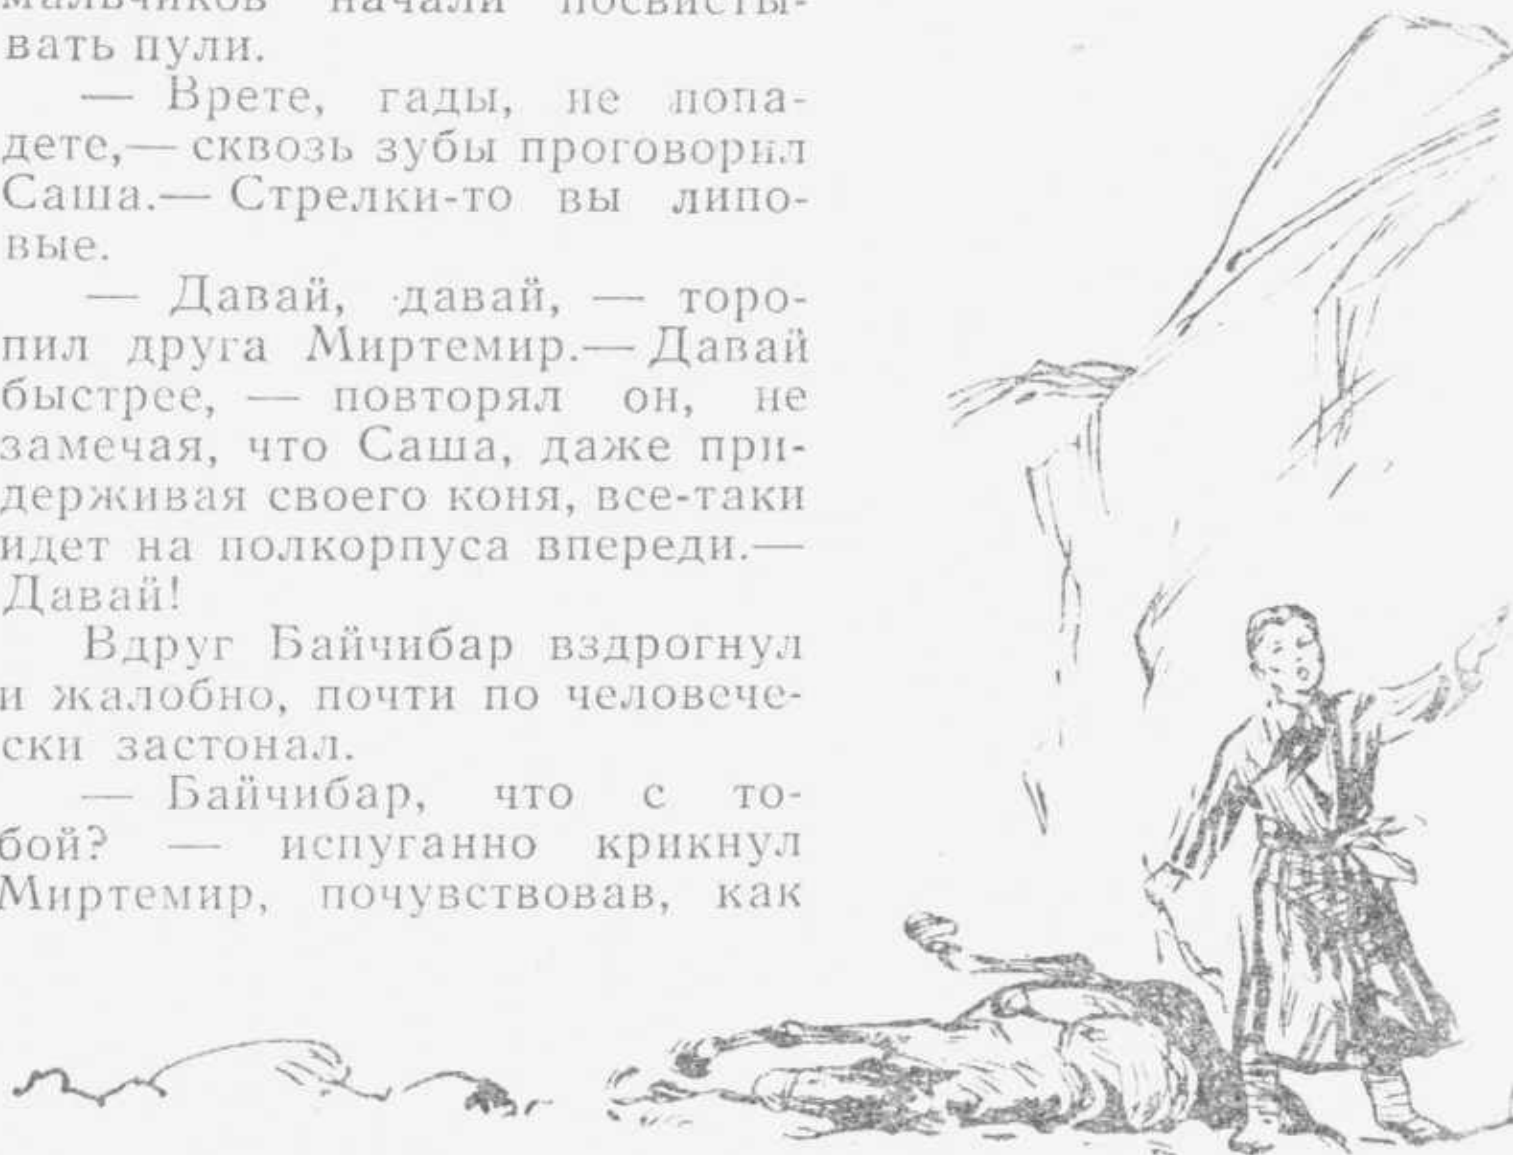 мальчиков начали посвисты-
вать пули.
— Врете, гады, не попа-
дете,— сквозь зубы проговорил
Саша.— Стрелки-то вы липо-
вые.
— Давай, давай, — торо-
пил друга Миртемир.— Давай
быстрее, — повторял он, не
замечая, что Саша, даже при-
держивая своего коня, все-таки
идет на полкорпуса впереди.—
Давай!
Вдруг Байчибар вздрогнул
и жалобно, почти по человече-
ски застонал.
— Байчибар, что с то-
бой? — испуганно крикнул
Миртемир, почувствовав, как